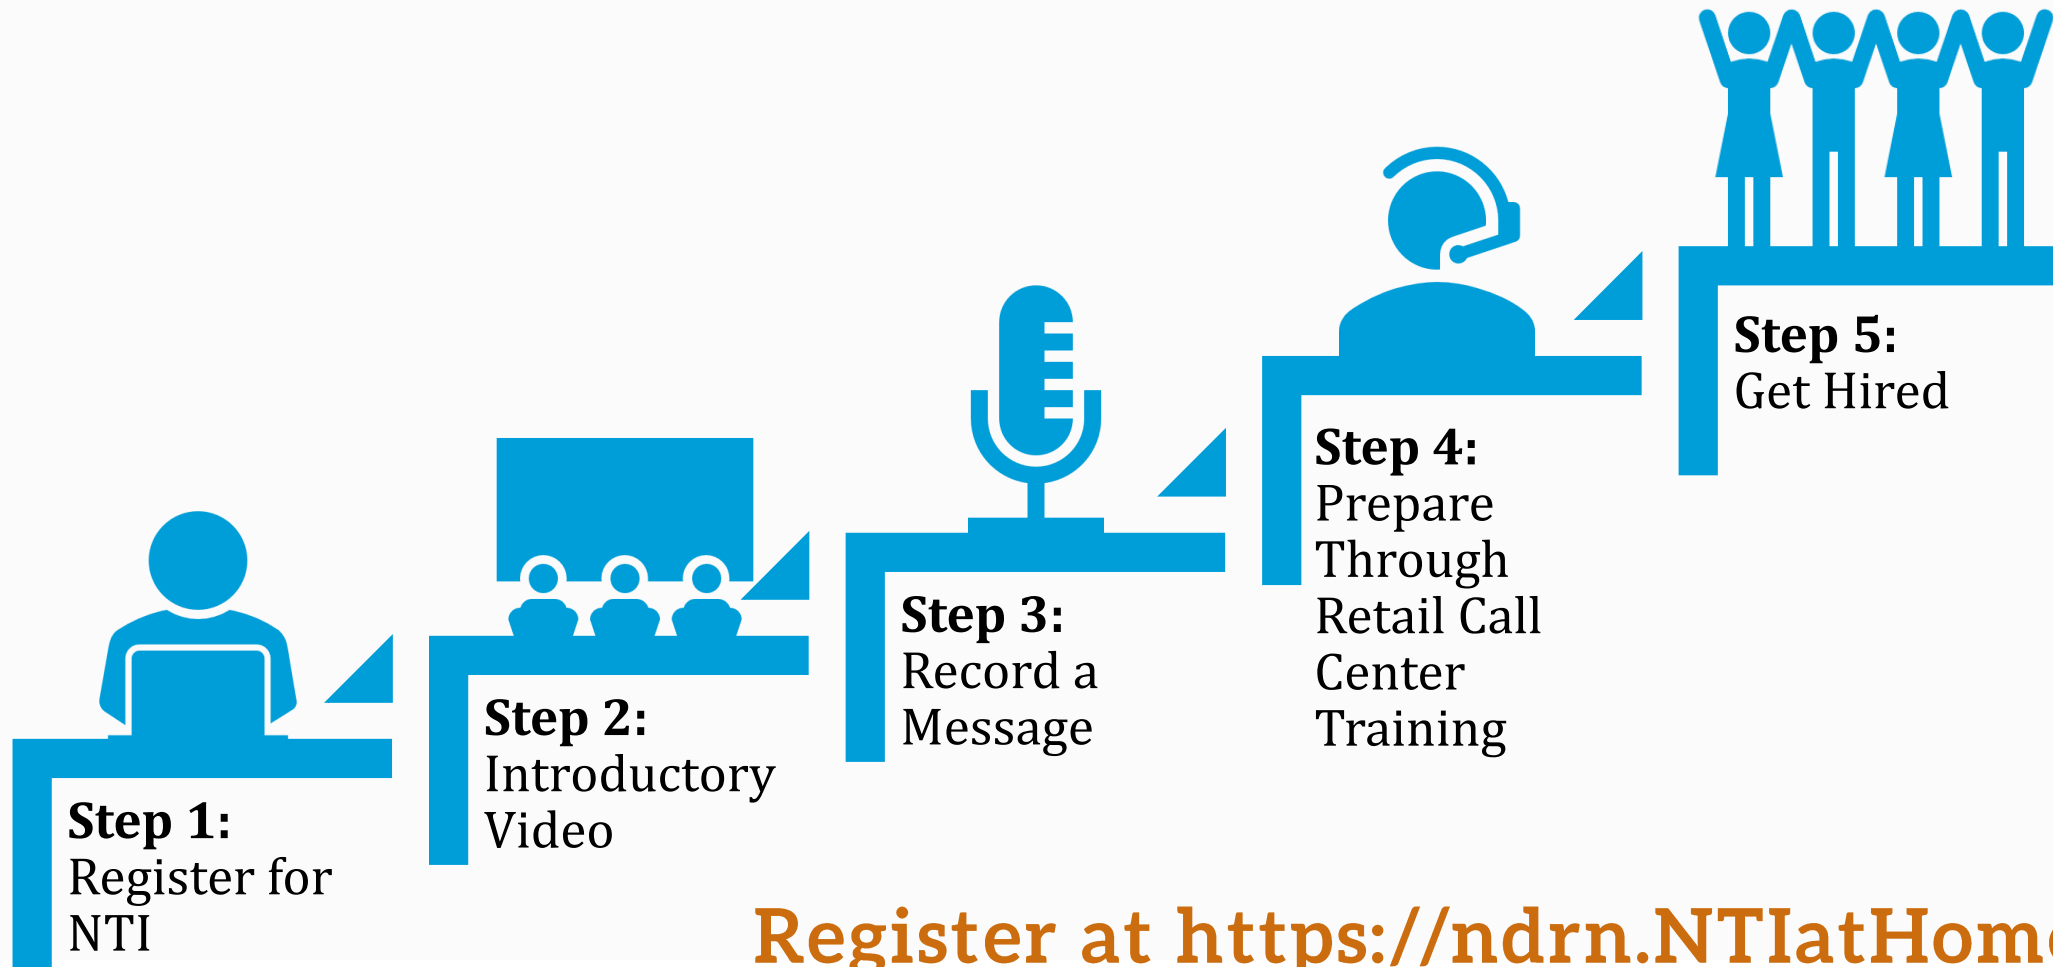 Step 1:
Register for
NTI
Step 2:
Introductory
Video
Step 3:
Record a
Message
Step 4:
Prepare
Through
Retail Call
Center
Training
Step 5:
Get Hired
Register at https://ndrn.NTIatHome